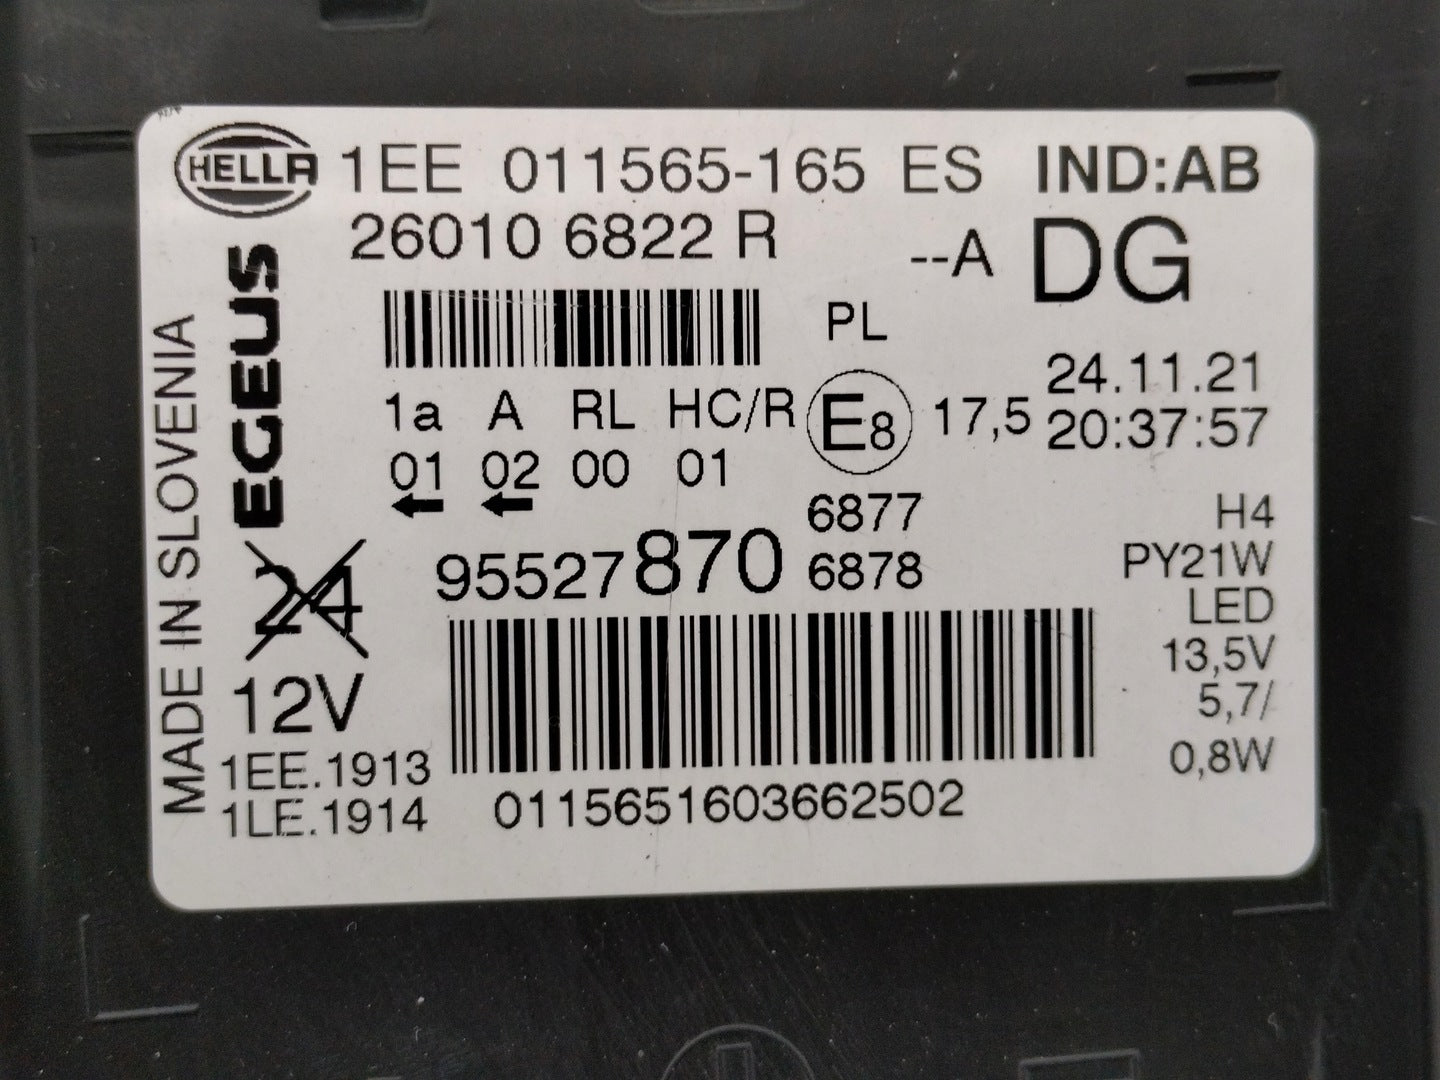 HELLA 1EE 011565-165 ES IND:AB
26010 6822 R --A DG
PL
24.11.21
1a A RL HC/R E8 17,5 20:37:57
01 02 00 01
6877
95527870 6878
H4
PY21W
LED
13,5V
5,7/
0,8W
MADE IN SLOVENIA
EGEUS
24
12V
1EE.1913
1LE.1914
0115651603662502